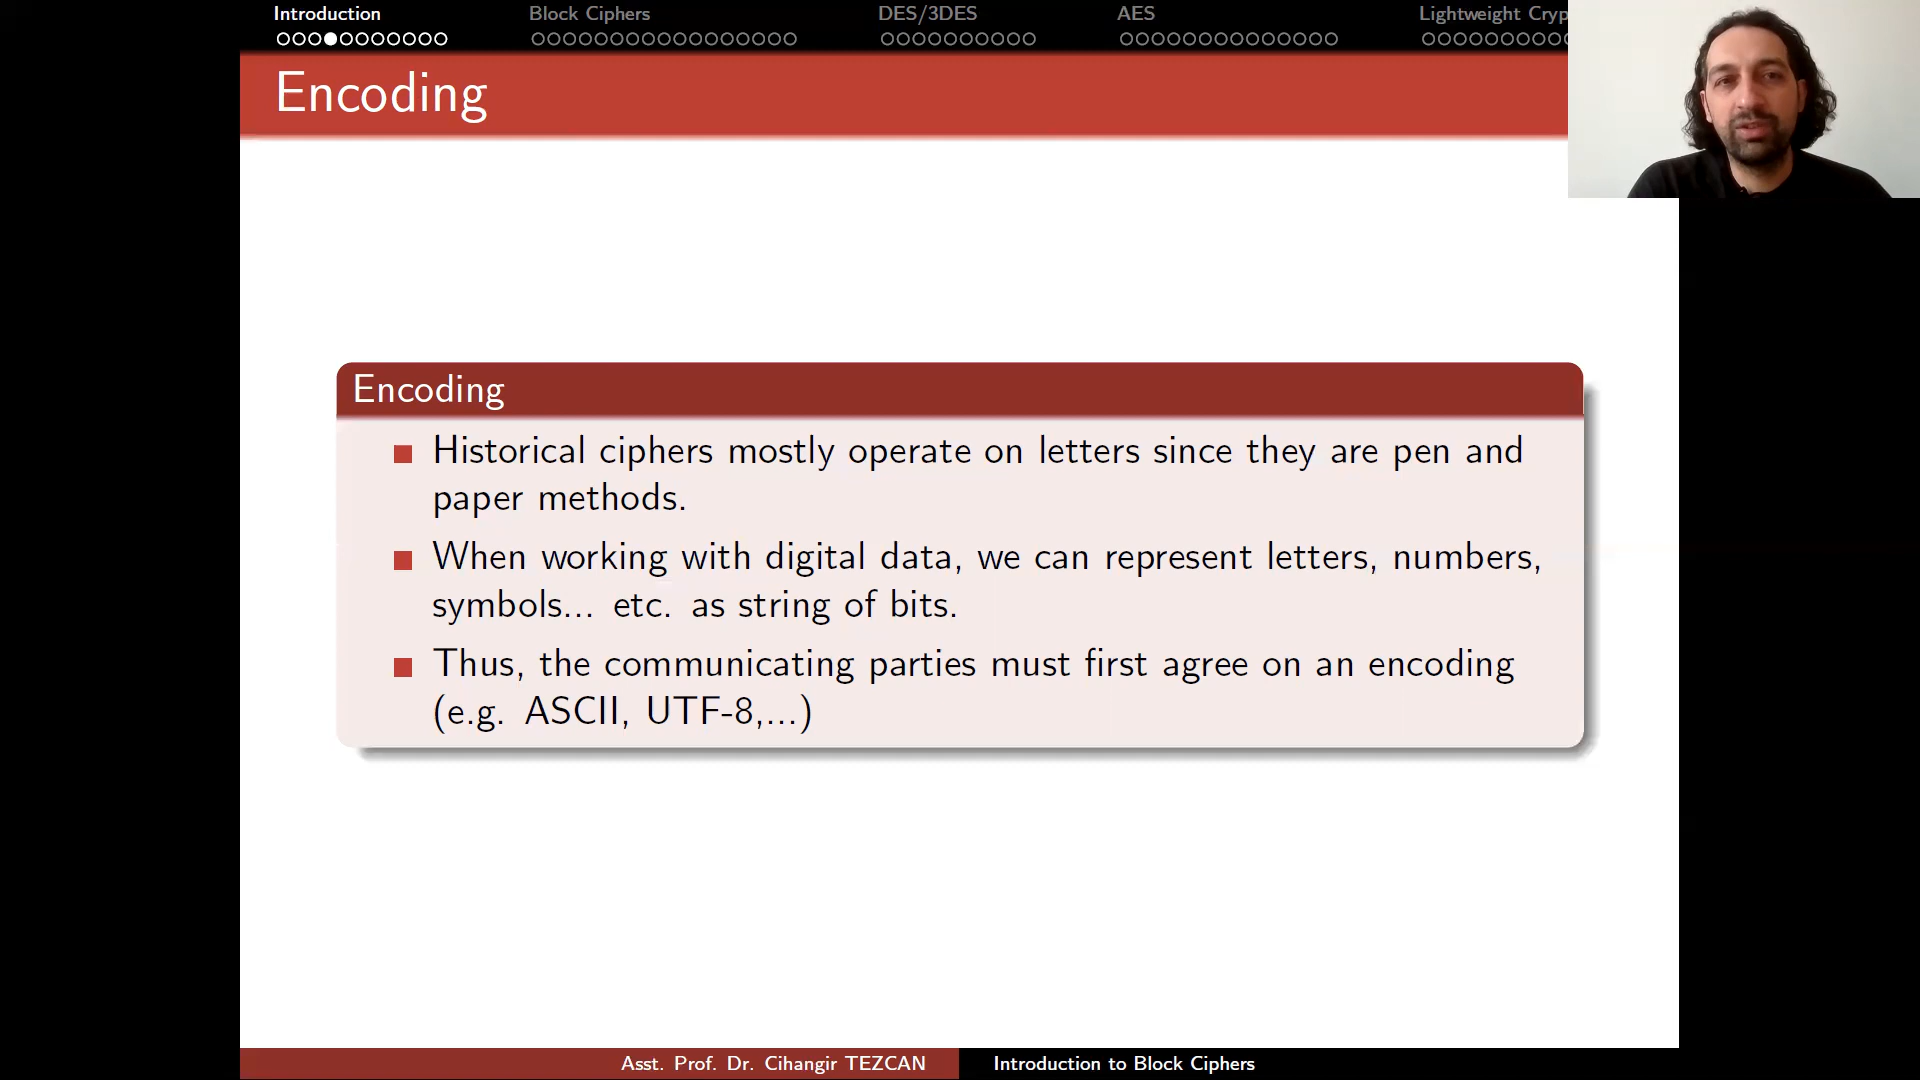 Introduction
Block Ciphers
DES/3DES
AES
Lightweight Cryp
Encoding
Encoding
Historical ciphers mostly operate on letters since they are pen and
paper methods.
When working with digital data, we can represent letters, numbers,
symbols... etc. as string of bits.
Thus, the communicating parties must first agree on an encoding
(e.g. ASCII, UTF-8,...)
Asst. Prof. Dr. Cihangir TEZCAN
Introduction to Block Ciphers